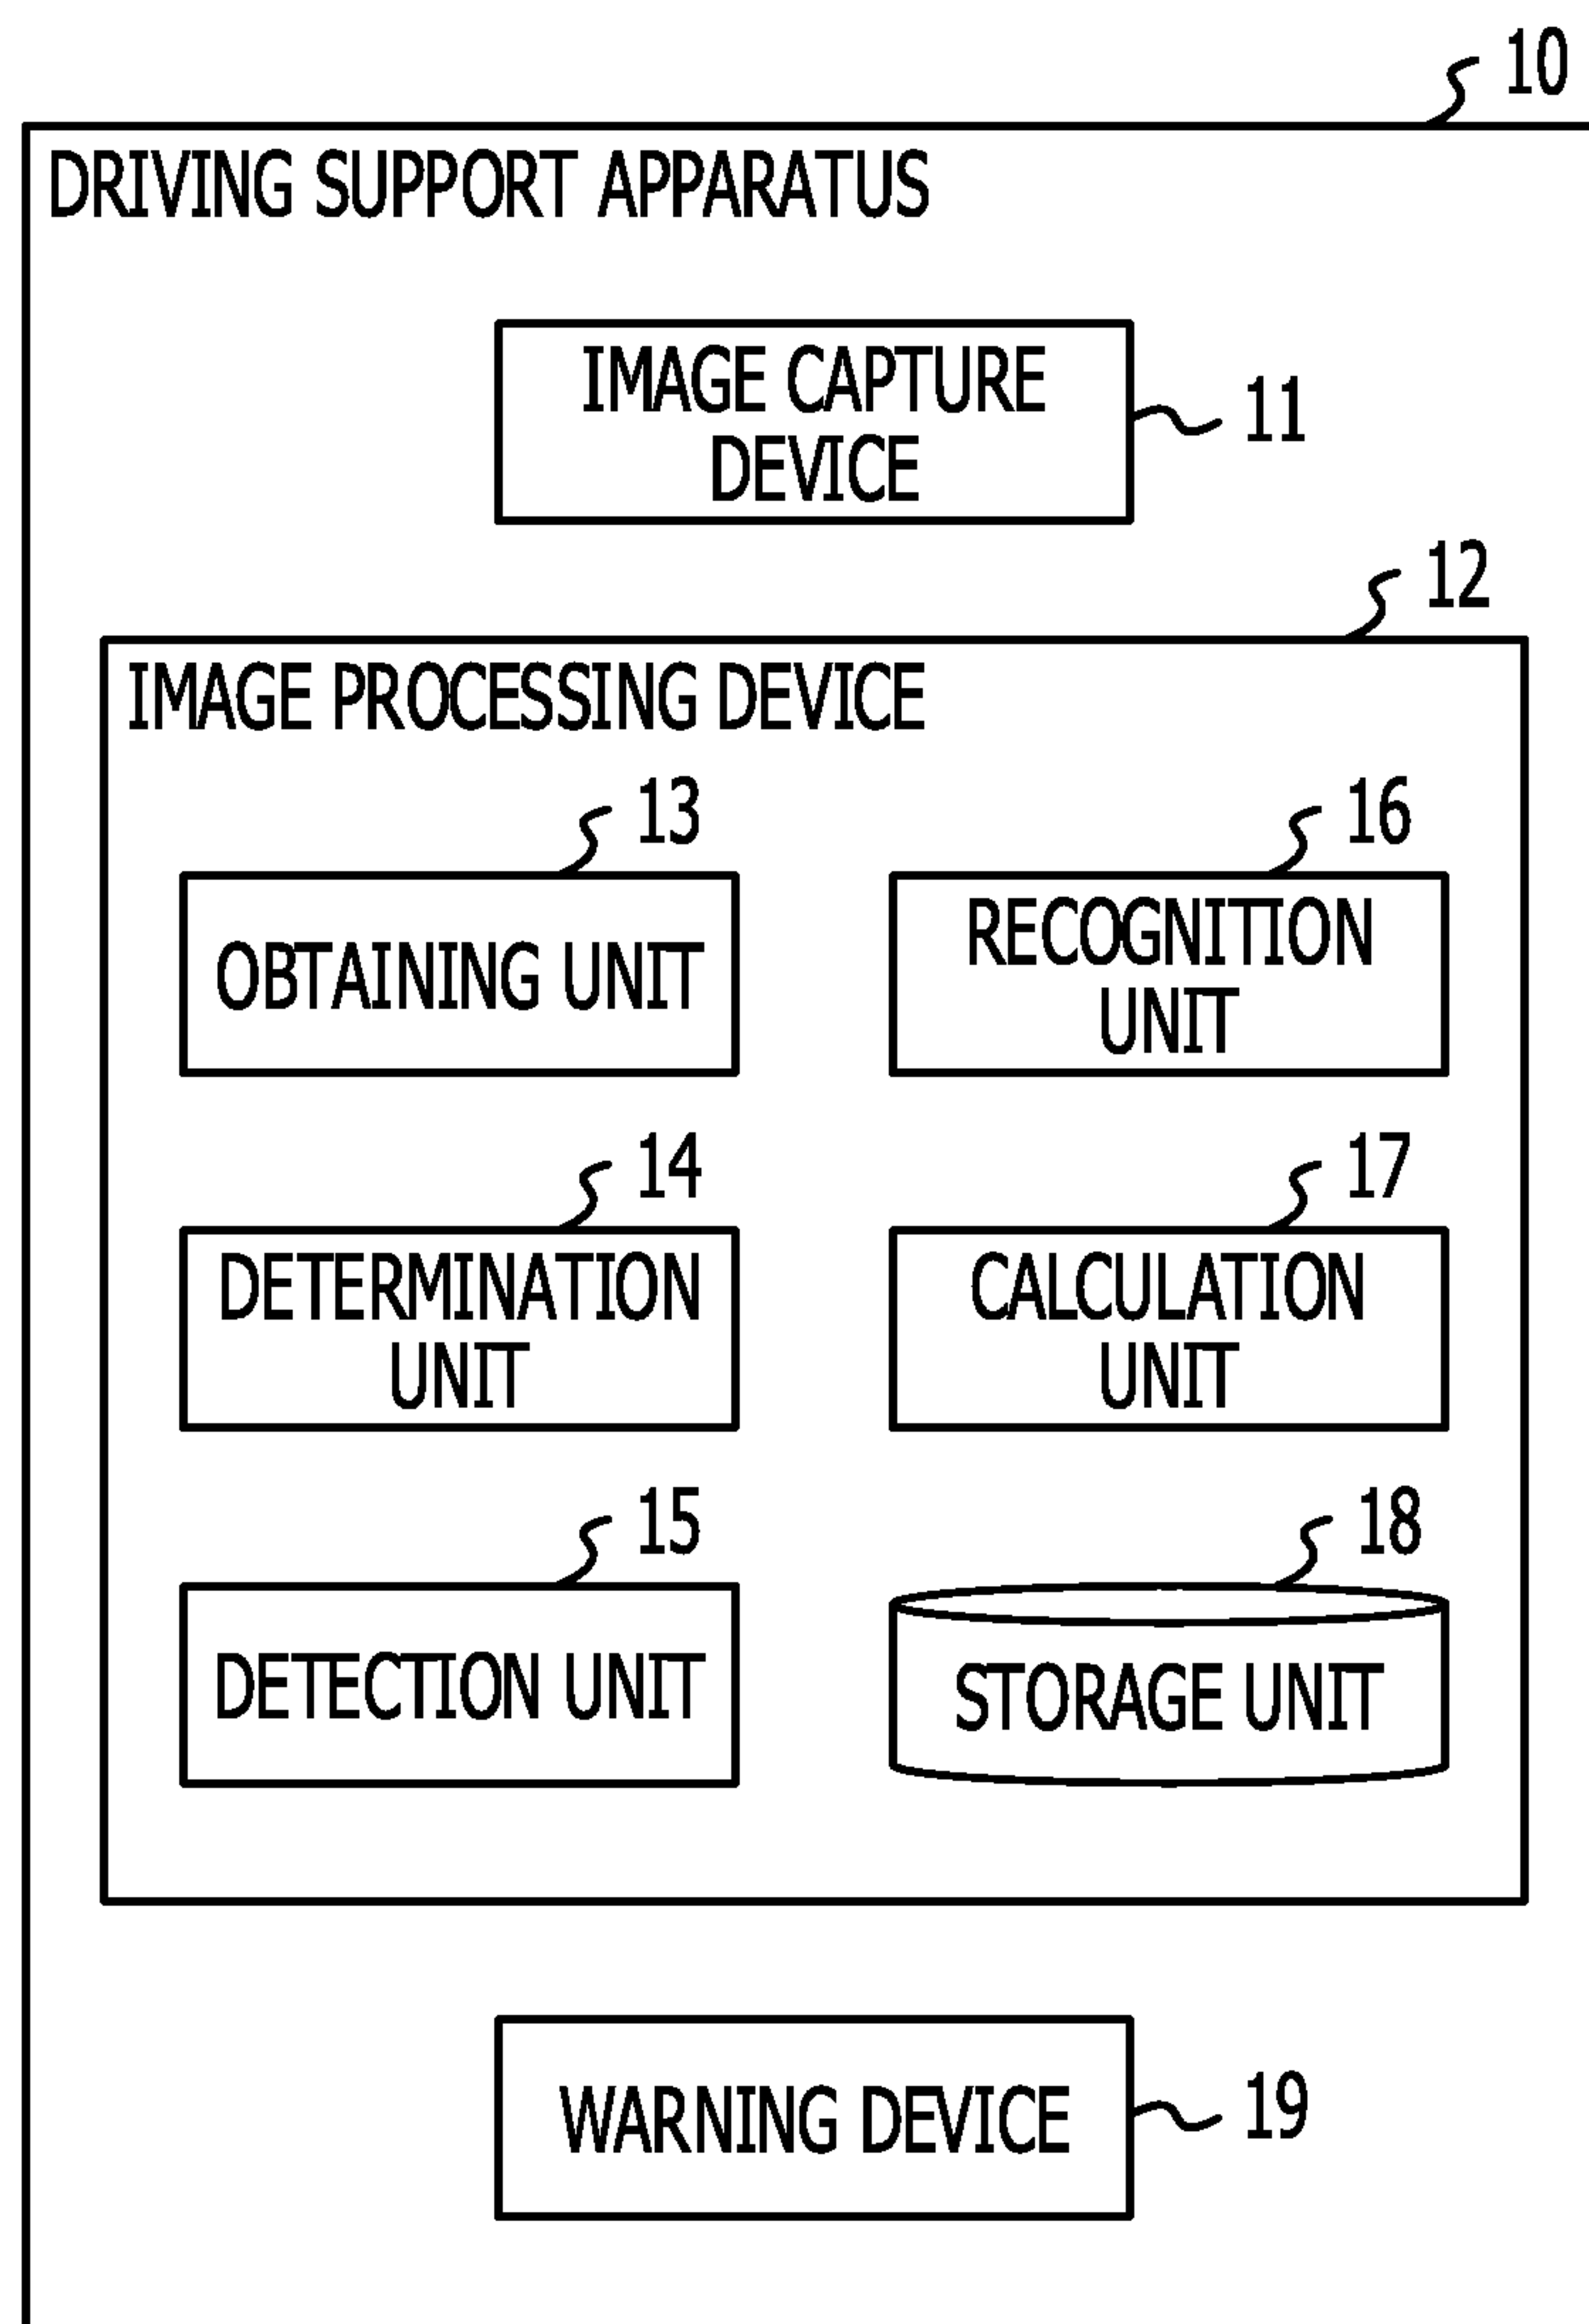 10
DRIVING SUPPORT APPARATUS
IMAGE CAPTURE
DEVICE
11
12
IMAGE PROCESSING DEVICE
13
OBTAINING UNIT
16
RECOGNITION
UNIT
14
DETERMINATION
UNIT
17
CALCULATION
UNIT
15
DETECTION UNIT
18
STORAGE UNIT
WARNING DEVICE
19